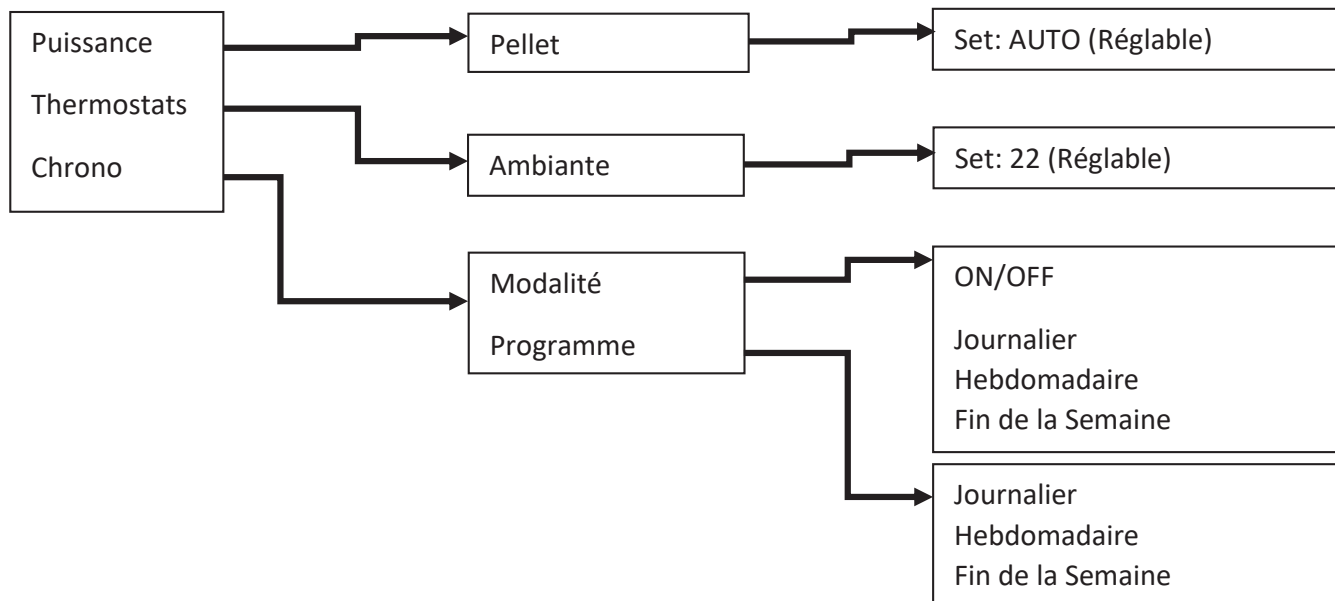 Puissance
Thermostats
Chrono
Pellet
Set: AUTO (Réglable)
Ambiante
Set: 22 (Réglable)
Modalité
Programme
ON/OFF
Journalier
Hebdomadaire
Fin de la Semaine
Journalier
Hebdomadaire
Fin de la Semaine